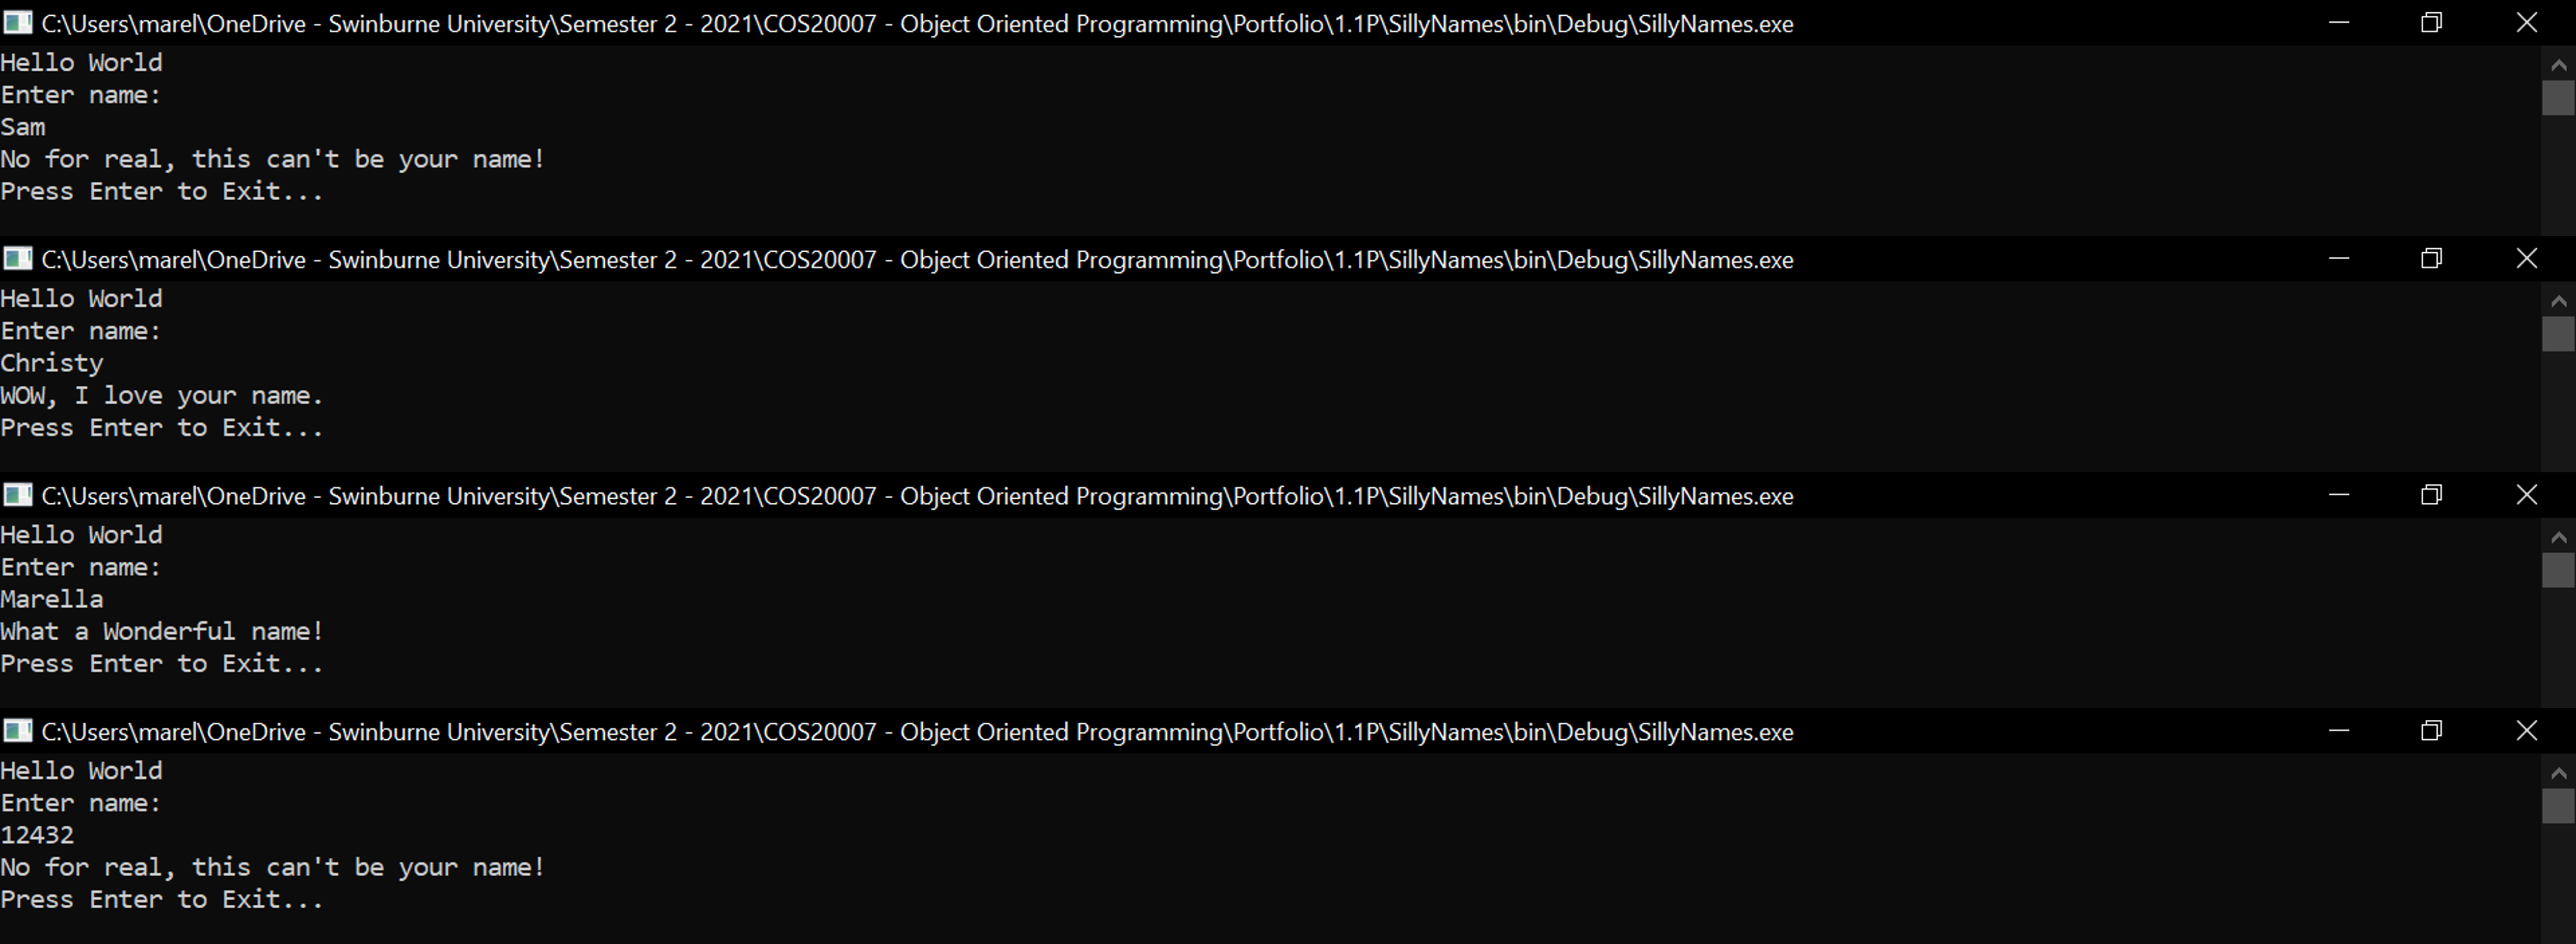 C:\Users\marel\OneDrive - Swinburne University\Semester 2 - 2021\COS20007 - Object Oriented Programming\Portfolio\1.1P\SillyNames\bin\Debug\SillyNames.exe
Hello World
Enter name:
Sam
No for real, this can't be your name!
Press Enter to Exit...
C:\Users\marel\OneDrive - Swinburne University\Semester 2 - 2021\COS20007 - Object Oriented Programming\Portfolio\1.1P\SillyNames\bin\Debug\SillyNames.exe
Hello World
Enter name:
Christy
WOW, I love your name.
Press Enter to Exit...
C:\Users\marel\OneDrive - Swinburne University\Semester 2 - 2021\COS20007 - Object Oriented Programming\Portfolio\1.1P\SillyNames\bin\Debug\SillyNames.exe
Hello World
Enter name:
Marella
What a Wonderful name!
Press Enter to Exit...
C:\Users\marel\OneDrive - Swinburne University\Semester 2 - 2021\COS20007 - Object Oriented Programming\Portfolio\1.1P\SillyNames\bin\Debug\SillyNames.exe
Hello World
Enter name:
12432
No for real, this can't be your name!
Press Enter to Exit...